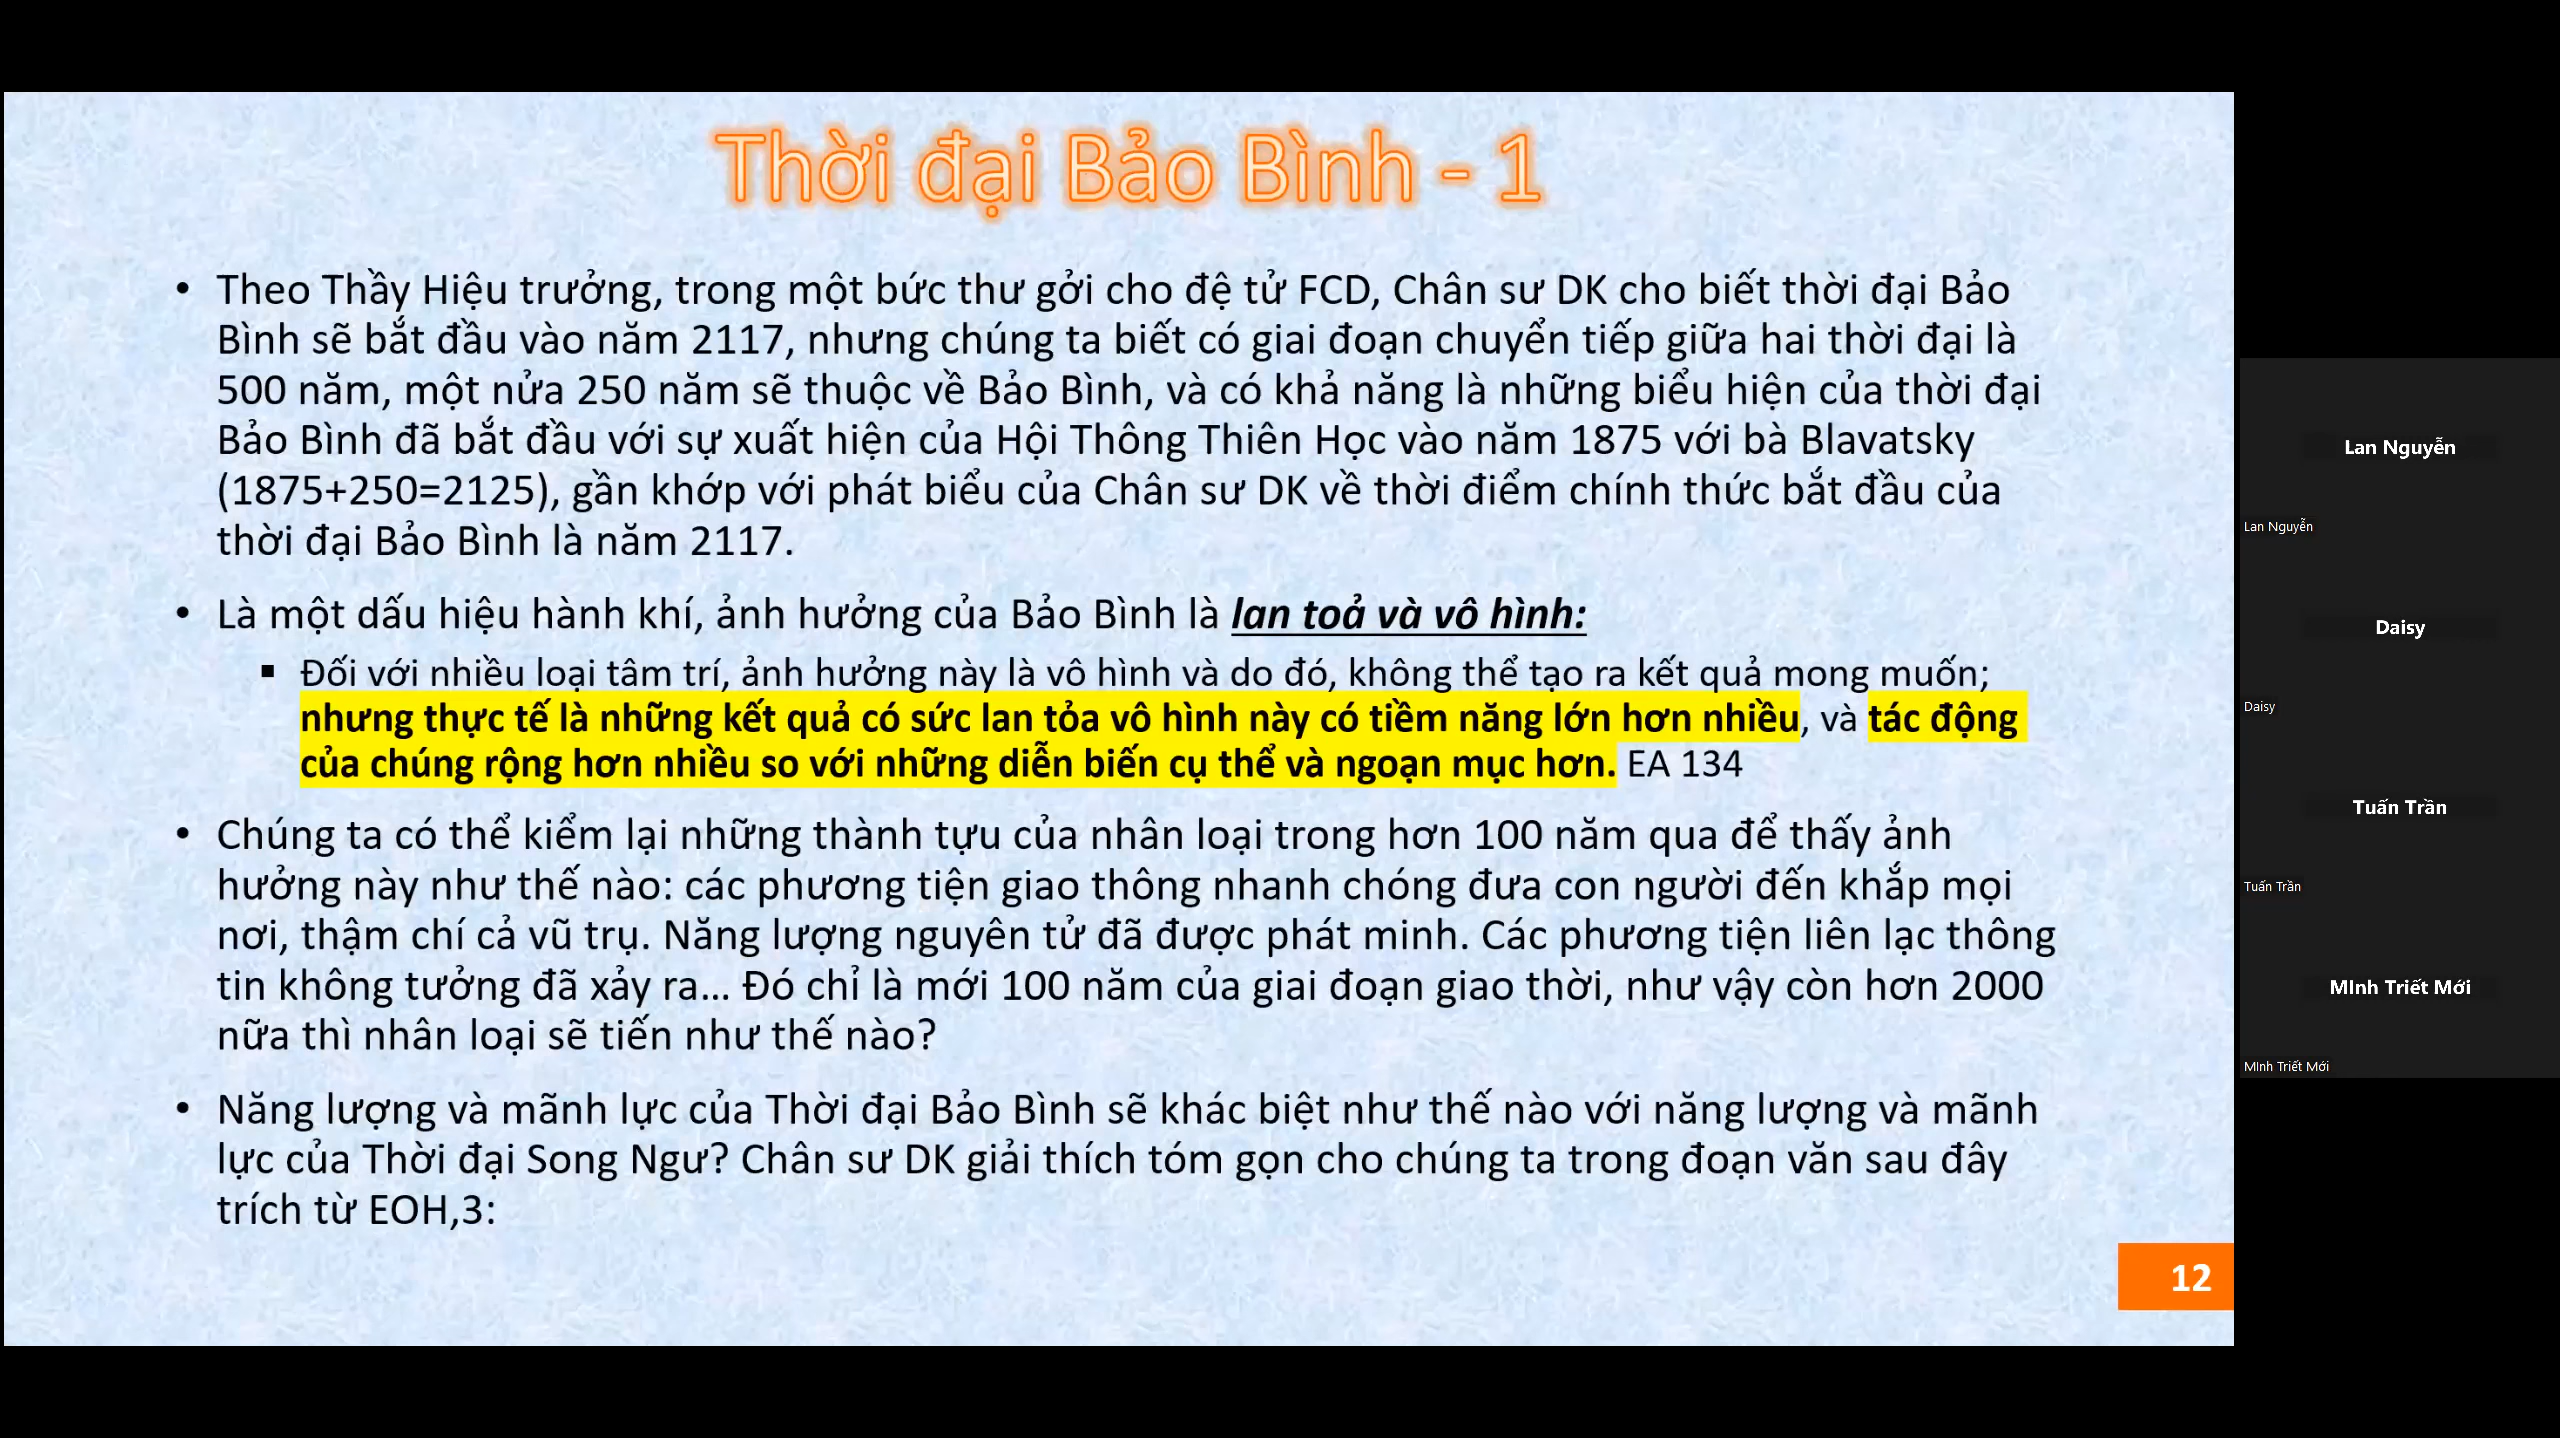 Thời đại Bảo Bình - 1
• Theo Thầy Hiệu trưởng, trong một bức thư gởi cho đệ tử FCD, Chân sư DK cho biết thời đại Bảo
Bình sẽ bắt đầu vào năm 2117, nhưng chúng ta biết có giai đoạn chuyển tiếp giữa hai thời đại là
500 năm, một nửa 250 năm sẽ thuộc về Bảo Bình, và có khả năng là những biểu hiện của thời đại
Bảo Bình đã bắt đầu với sự xuất hiện của Hội Thông Thiên Học vào năm 1875 với bà Blavatsky
(1875+250=2125), gần khớp với phát biểu của Chân sư DK về thời điểm chính thức bắt đầu của
thời đại Bảo Bình là năm 2117.
• Là một dấu hiệu hành khí, ảnh hưởng của Bảo Bình là lan toả và vô hình:
▪ Đối với nhiều loại tâm trí, ảnh hưởng này là vô hình và do đó, không thể tạo ra kết quả mong muốn;
nhưng thực tế là những kết quả có sức lan tỏa vô hình này có tiềm năng lớn hơn nhiều, và tác động
của chúng rộng hơn nhiều so với những diễn biến cụ thể và ngoạn mục hơn. EA 134
• Chúng ta có thể kiểm lại những thành tựu của nhân loại trong hơn 100 năm qua để thấy ảnh
hưởng này như thế nào: các phương tiện giao thông nhanh chóng đưa con người đến khắp mọi
nơi, thậm chí cả vũ trụ. Năng lượng nguyên tử đã được phát minh. Các phương tiện liên lạc thông
tin không tưởng đã xảy ra… Đó chỉ là mới 100 năm của giai đoạn giao thời, như vậy còn hơn 2000
nữa thì nhân loại sẽ tiến như thế nào?
• Năng lượng và mãnh lực của Thời đại Bảo Bình sẽ khác biệt như thế nào với năng lượng và mãnh
lực của Thời đại Song Ngư? Chân sư DK giải thích tóm gọn cho chúng ta trong đoạn văn sau đây
trích từ EOH,3:
12
Lan Nguyễn
Lan Nguyễn
Daisy
Daisy
Tuấn Trần
Tuấn Trần
MInh Triết Mới
MInh Triết Mới